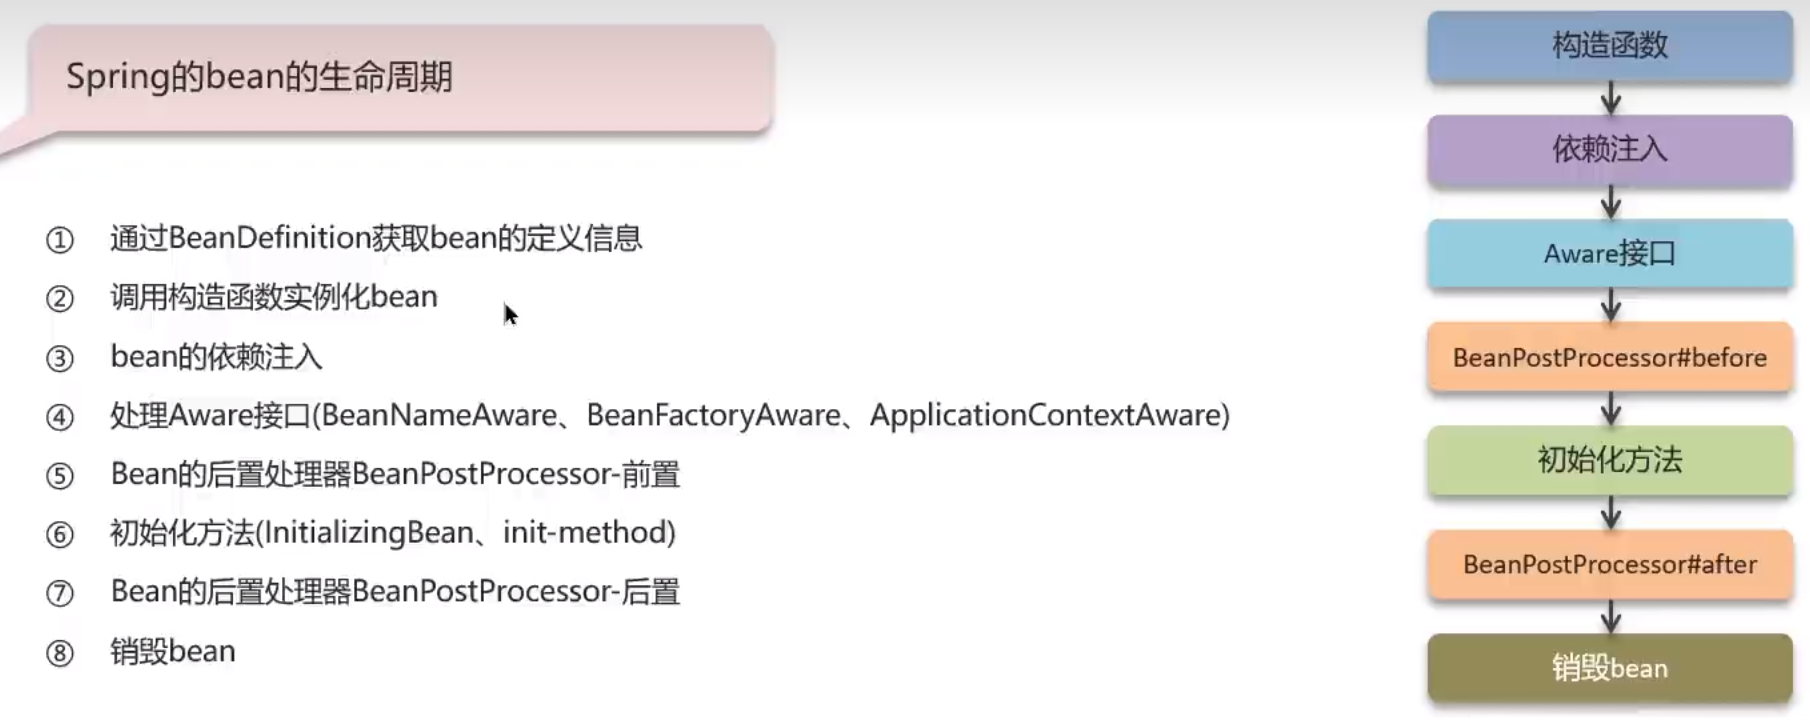 Spring的bean的生命周期
① 通过BeanDefinition获取bean的定义信息
② 调用构造函数实例化bean
③ bean的依赖注入
④ 处理Aware接口(BeanNameAware、BeanFactoryAware、ApplicationContextAware)
⑤ Bean的后置处理器BeanPostProcessor-前置
⑥ 初始化方法(InitializingBean、init-method)
⑦ Bean的后置处理器BeanPostProcessor-后置
⑧ 销毁bean
构造函数
依赖注入
Aware接口
BeanPostProcessor#before
初始化方法
BeanPostProcessor#after
销毁bean